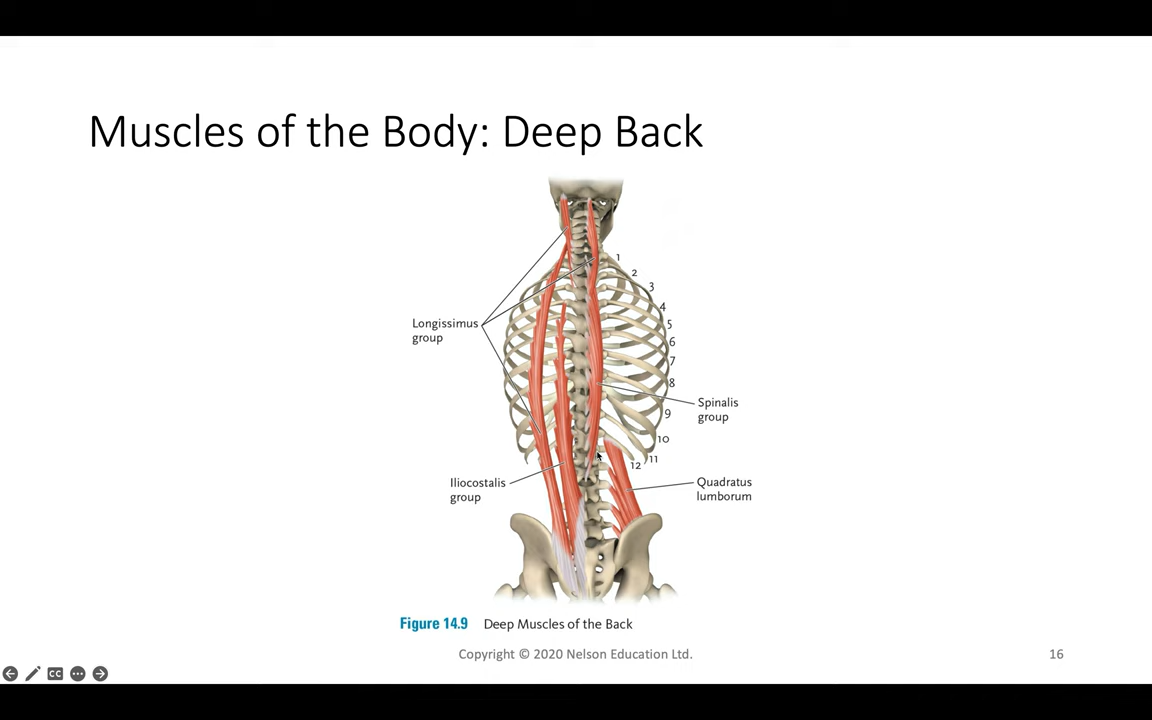 Muscles of the Body: Deep Back
1
2
3
4
5
6
7
8
9
10
11
12
Longissimus
group
Spinalis
group
Iliocostalis
group
Quadratus
lumborum
Figure 14.9 Deep Muscles of the Back
Copyright © 2020 Nelson Education Ltd.
16
CC